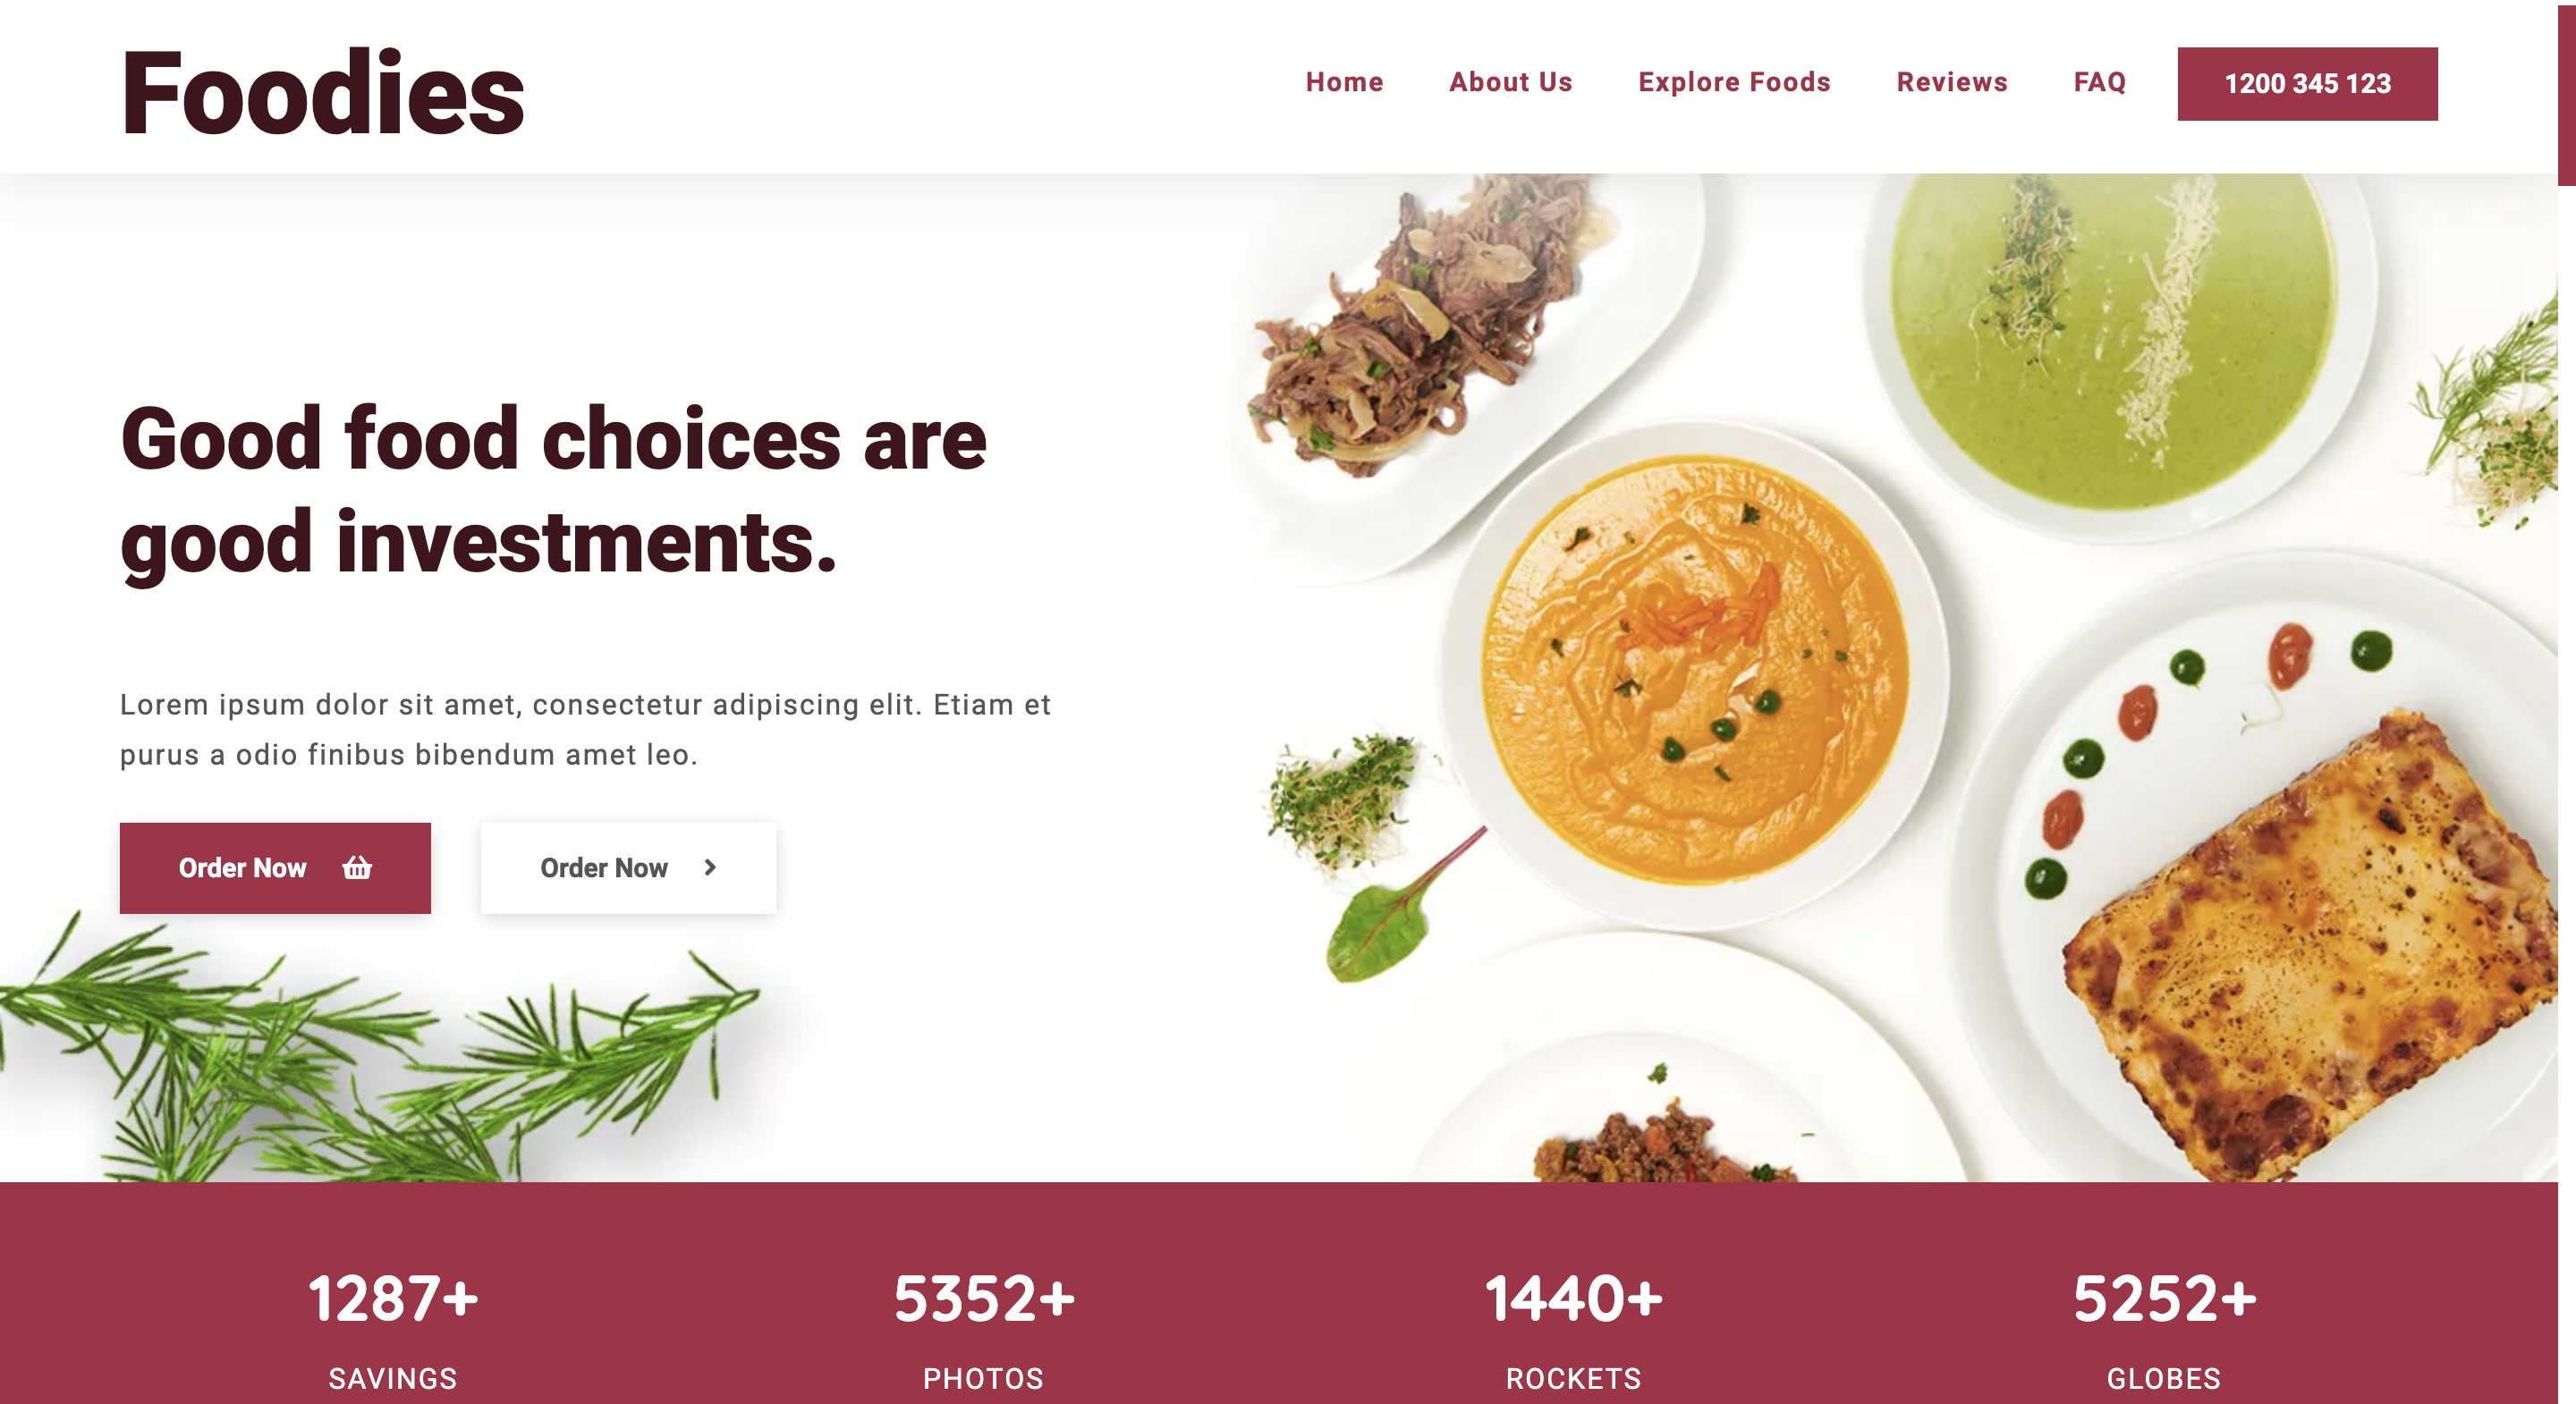 Foodies
Home About Us Explore Foods Reviews FAQ 1200 345 123
Good food choices are
good investments.
Lorem ipsum dolor sit amet, consectetur adipiscing elit. Etiam et
purus a odio finibus bibendum amet leo.
Order Now Order Now
1287+ 5352+ 1440+ 5252+
SAVINGS PHOTOS ROCKETS GLOBES